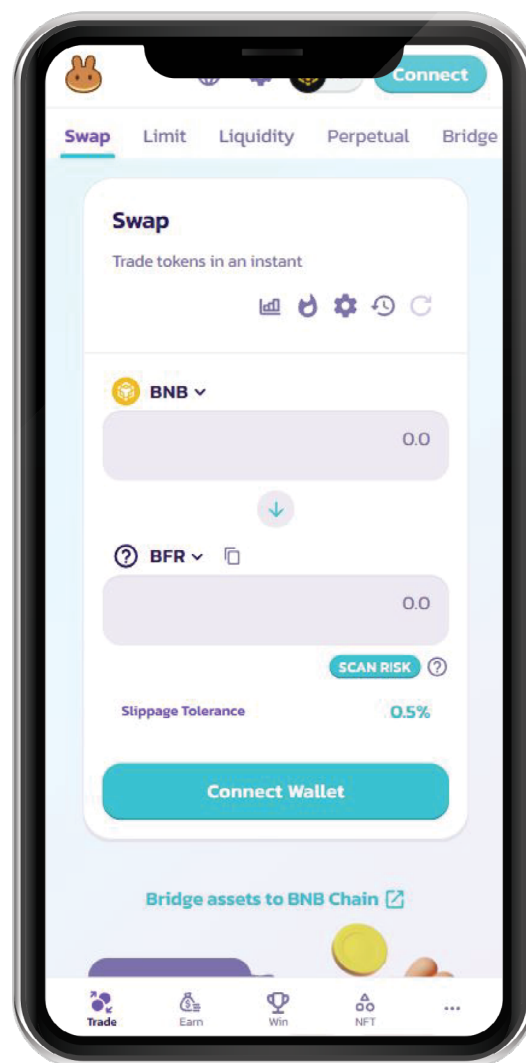 Connect
Swap Limit Liquidity Perpetual Bridge
Swap
Trade tokens in an instant
BNB
0.0
BFR
0.0
SCAN RISK
Slippage Tolerance 0.5%
Connect Wallet
Bridge assets to BNB Chain
Trade Earn Win NFT